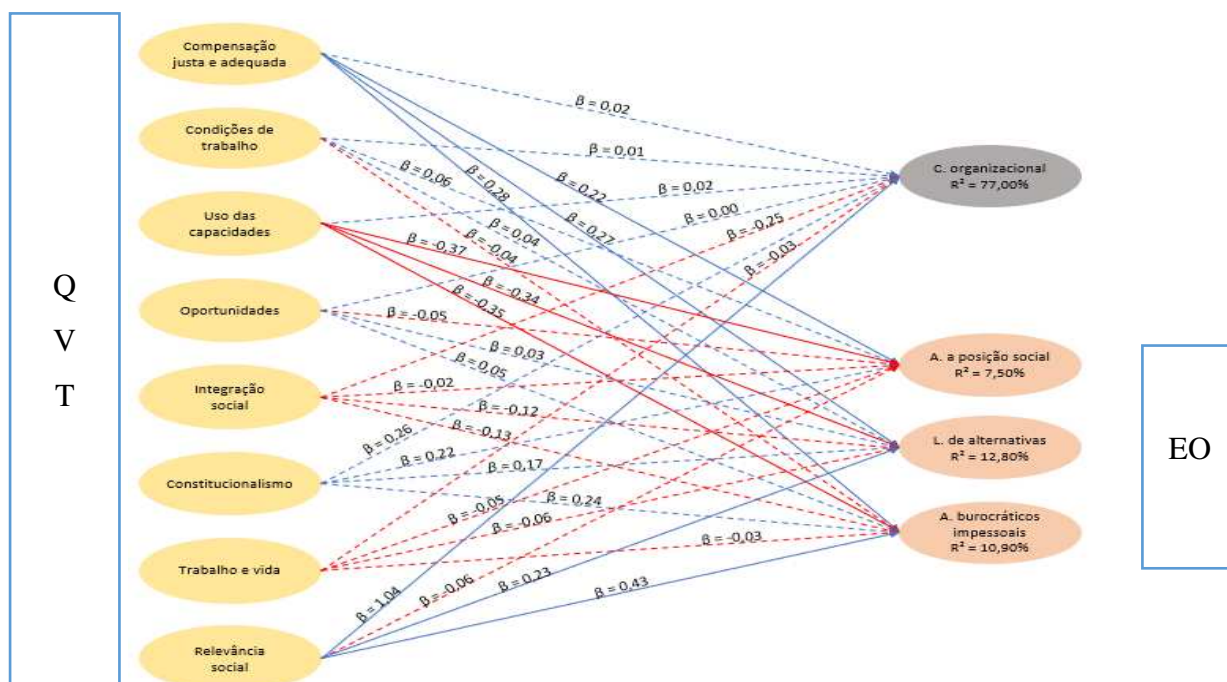 Q
V
T
Compensação
justa e adequada
Condições de
trabalho
Uso das
capacidades
Oportunidades
Integração
social
Constitucionalismo
Trabalho e vida
Relevância
social
β = 0,02
β = 0,01
β = 0,06
β = 0,28
β = 0,22
β = 0,02
β = 0,00
β = 0,04
β = -0,04
β = 0,27
β = -0,25
β = -0,03
β = -0,37
β = -0,34
β = -0,35
β = -0,05
β = 0,03
β = 0,05
β = -0,02
β = -0,12
β = -0,13
β = 0,26
β = 0,22
β = 0,17
β = 0,24
β = -0,05
β = -0,06
β = -0,03
β = 1,04
β = -0,06
β = 0,23
β = 0,43
C. organizacional
R² = 77,00%
A. a posição social
R² = 7,50%
L. de alternativas
R² = 12,80%
A. burocráticos
impessoais
R² = 10,90%
EO